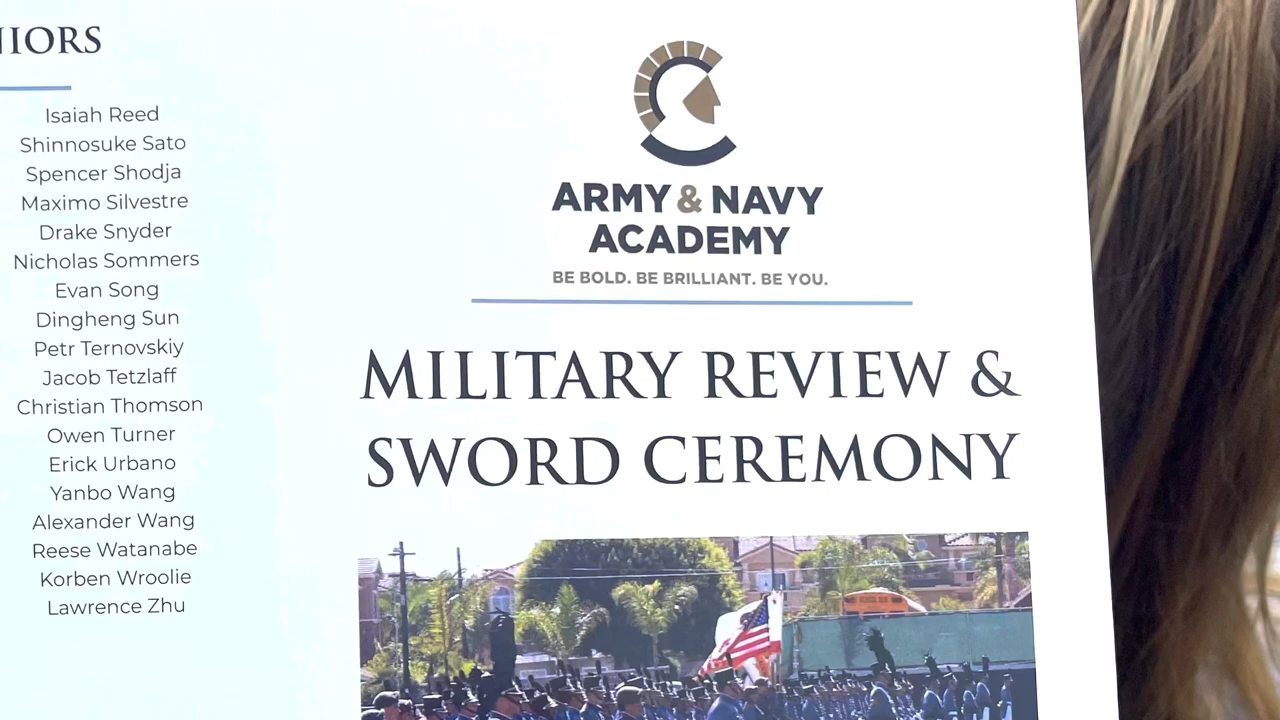 NIORS
Isaiah Reed
Shinnosuke Sato
Spencer Shodja
Maximo Silvestre
Drake Snyder
Nicholas Sommers
Evan Song
Dingheng Sun
Petr Ternovskiy
Jacob Tetzlaff
Christian Thomson
Owen Turner
Erick Urbano
Yanbo Wang
Alexander Wang
Reese Watanabe
Korben Wroolie
Lawrence Zhu
ARMY & NAVY
ACADEMY
BE BOLD. BE BRILLIANT. BE YOU.
MILITARY REVIEW &
SWORD CEREMONY